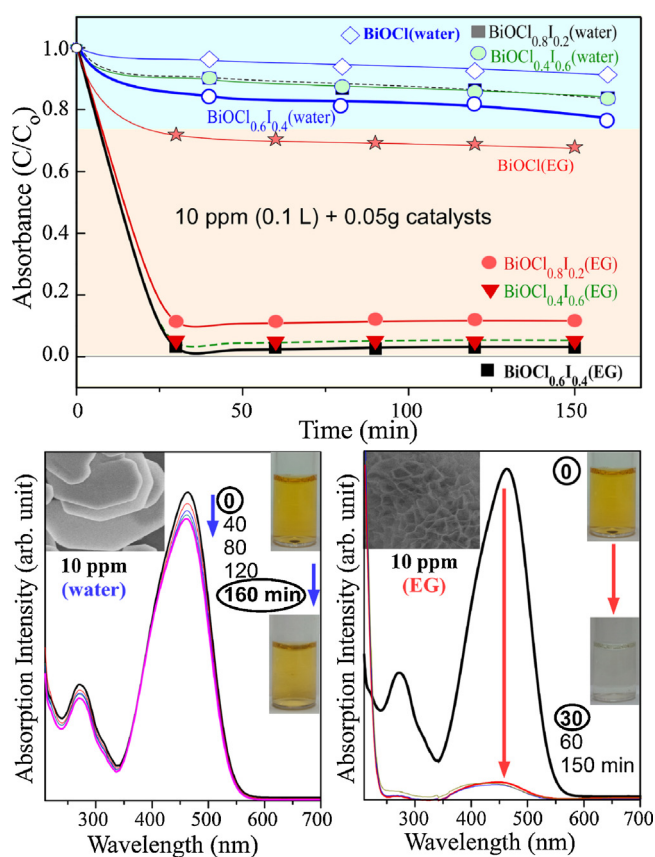 BiOCl(water)
BiOCl0.8I0.2(water)
BiOCl0.4I0.6(water)
BiOCl0.6I0.4(water)
BiOCl(EG)
10 ppm (0.1 L) + 0.05g catalysts
BiOCl0.8I0.2(EG)
BiOCl0.4I0.6(EG)
BiOCl0.6I0.4(EG)
Absorbance (C/Co)
1.0
0.8
0.6
0.4
0.2
0.0
0
50
100
150
Time (min)
Absorption Intensity (arb. unit)
10 ppm
(water)
0
40
80
120
160 min
300
400
500
600
700
Wavelength (nm)
Absorption Intensity (arb. unit)
10 ppm
(EG)
0
30
60
150 min
300
400
500
600
700
Wavelength (nm)